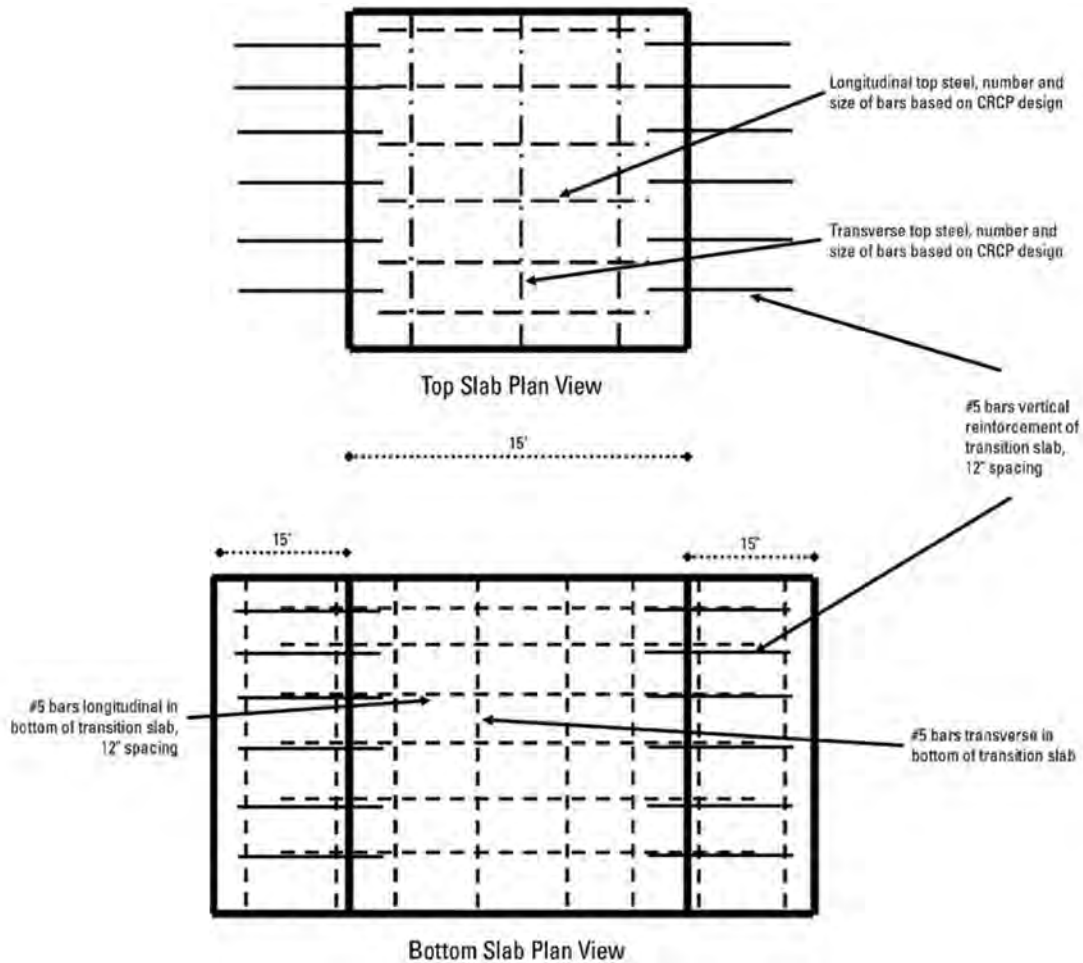 Longitudinal top steel, number and
size of bars based on CRCP design
Transverse top steel, number and
size of bars based on CRCP design
Top Slab Plan View
#5 bars vertical
reinforcement of
transition slab,
12" spacing
15'
15'
15'
#5 bars longitudinal in
bottom of transition slab,
12" spacing
#5 bars transverse in
bottom of transition slab
Bottom Slab Plan View